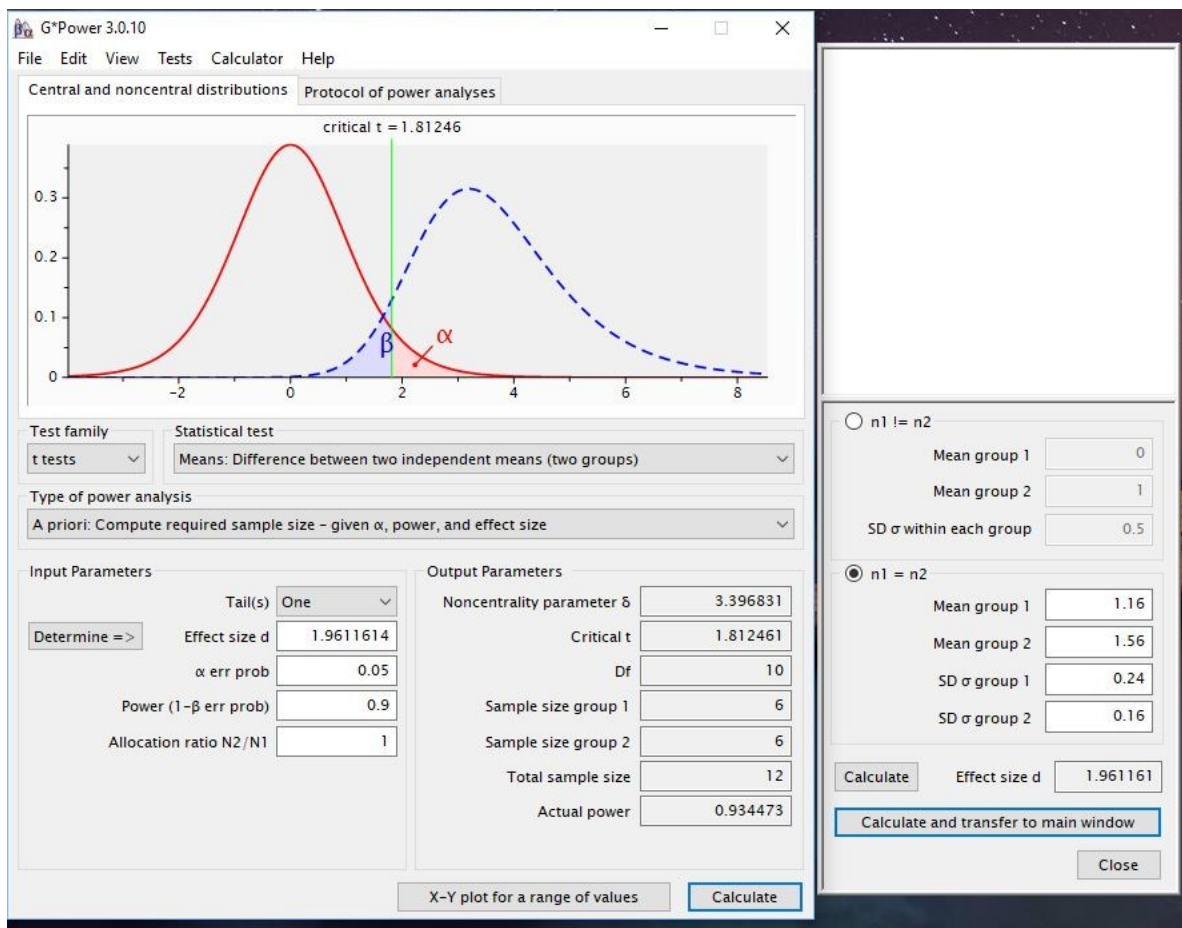 G*Power 3.0.10
File Edit View Tests Calculator Help
Central and noncentral distributions Protocol of power analyses
critical t = 1.81246
0.3
0.2
0.1
0
β
α
-2 0 2 4 6 8
Test family Statistical test
t tests Means: Difference between two independent means (two groups)
Type of power analysis
A priori: Compute required sample size - given α, power, and effect size
Input Parameters
Tail(s) One
Determine => Effect size d 1.9611614
α err prob 0.05
Power (1-β err prob) 0.9
Allocation ratio N2/N1 1
Output Parameters
Noncentrality parameter δ 3.396831
Critical t 1.812461
Df 10
Sample size group 1 6
Sample size group 2 6
Total sample size 12
Actual power 0.934473
X-Y plot for a range of values Calculate
n1 != n2
Mean group 1 0
Mean group 2 1
SD σ within each group 0.5
n1 = n2
Mean group 1 1.16
Mean group 2 1.56
SD σ group 1 0.24
SD σ group 2 0.16
Calculate Effect size d 1.961161
Calculate and transfer to main window
Close